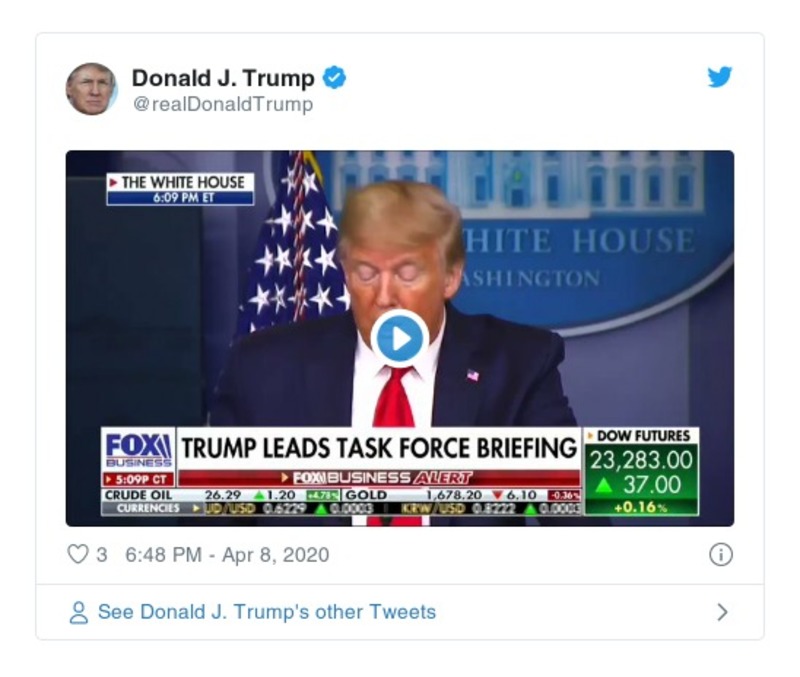 Donald J. Trump
@realDonaldTrump
THE WHITE HOUSE
6:09 PM ET
HITE HOUSE
ASHINGTON
FOX
BUSINESS
5:09P CT
TRUMP LEADS TASK FORCE BRIEFING
FOX BUSINESS ALERT
DOW FUTURES
23,283.00
37.00
+0.16%
CRUDE OIL 26.29 1.20 +4.78% GOLD 1,678.20 6.10 -0.36%
CURRENCIES UD/USD 0.6229 0.0003 KRW/USD 0.8222 0.0003
3 6:48 PM - Apr 8, 2020
See Donald J. Trump's other Tweets